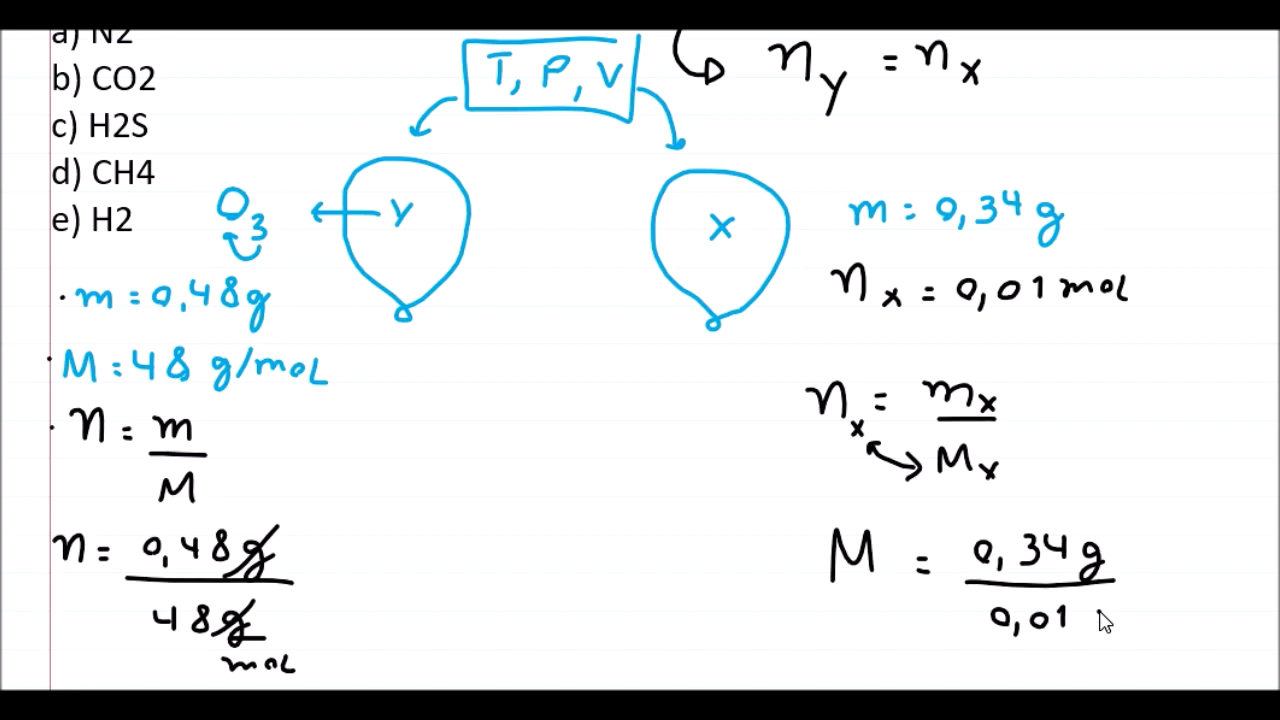 a) N2
T, P, V
n_Y = n_X
b) CO2
c) H2S
d) CH4
e) H2
O3
Y
X
m = 0,34 g
· m = 0,48 g
n_x = 0,01 mol
· M = 48 g/mol
· n = m
M
n_x = m_x
M_x
n = 0,48 g
48 g
mol
M = 0,34 g
0,01